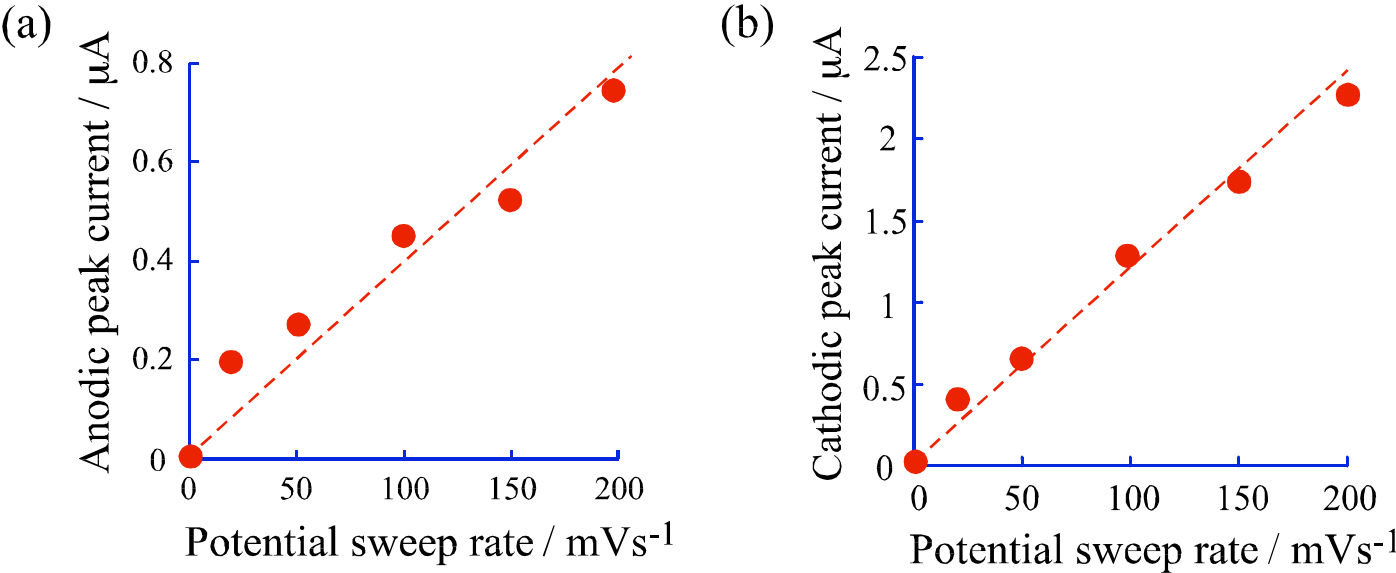 (a)
Anodic peak current / μA
0.8
0.6
0.4
0.2
0
0 50 100 150 200
Potential sweep rate / mVs-1
(b)
Cathodic peak current / μA
2.5
2
1.5
1
0.5
0
0 50 100 150 200
Potential sweep rate / mVs-1